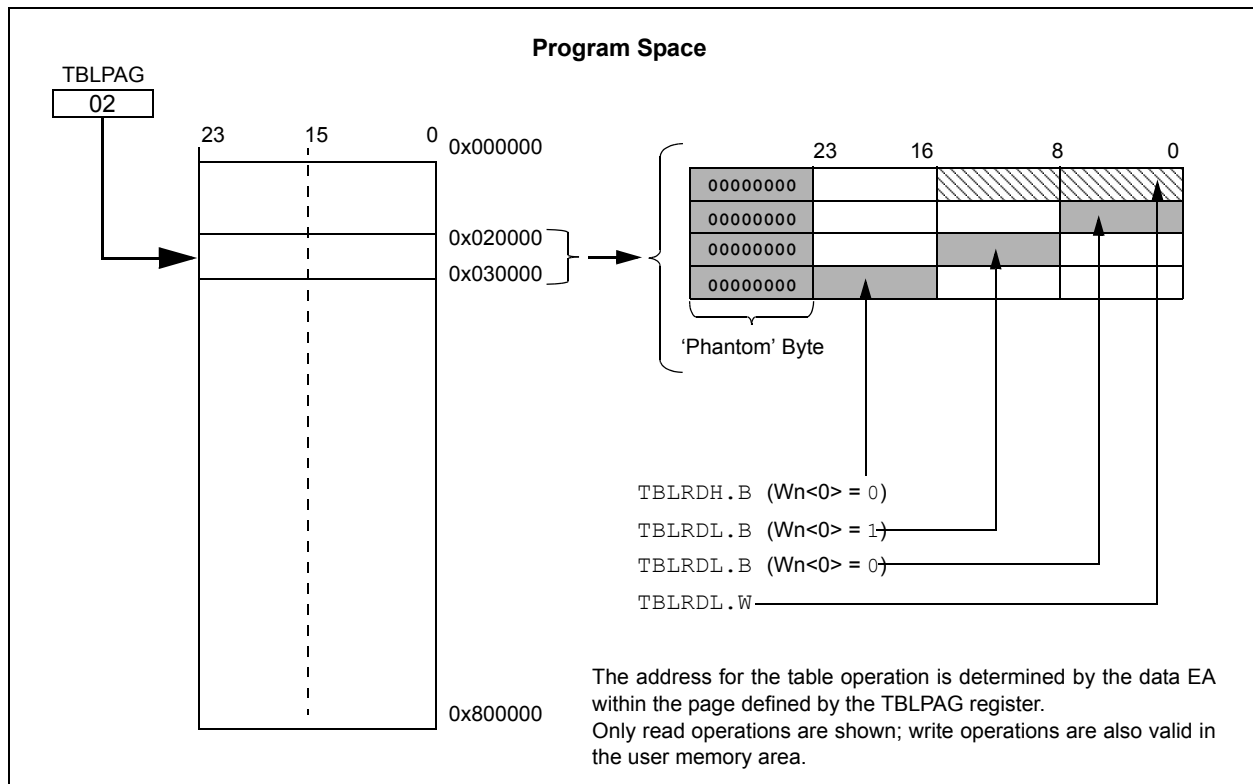 Program Space
TBLPAG
02
23 15 0
0x000000
0x020000
0x030000
0x800000
23 16 8 0
00000000
00000000
00000000
00000000
‘Phantom’ Byte
TBLRDH.B (Wn<0> = 0)
TBLRDL.B (Wn<0> = 1)
TBLRDL.B (Wn<0> = 0)
TBLRDL.W
The address for the table operation is determined by the data EA
within the page defined by the TBLPAG register.
Only read operations are shown; write operations are also valid in
the user memory area.